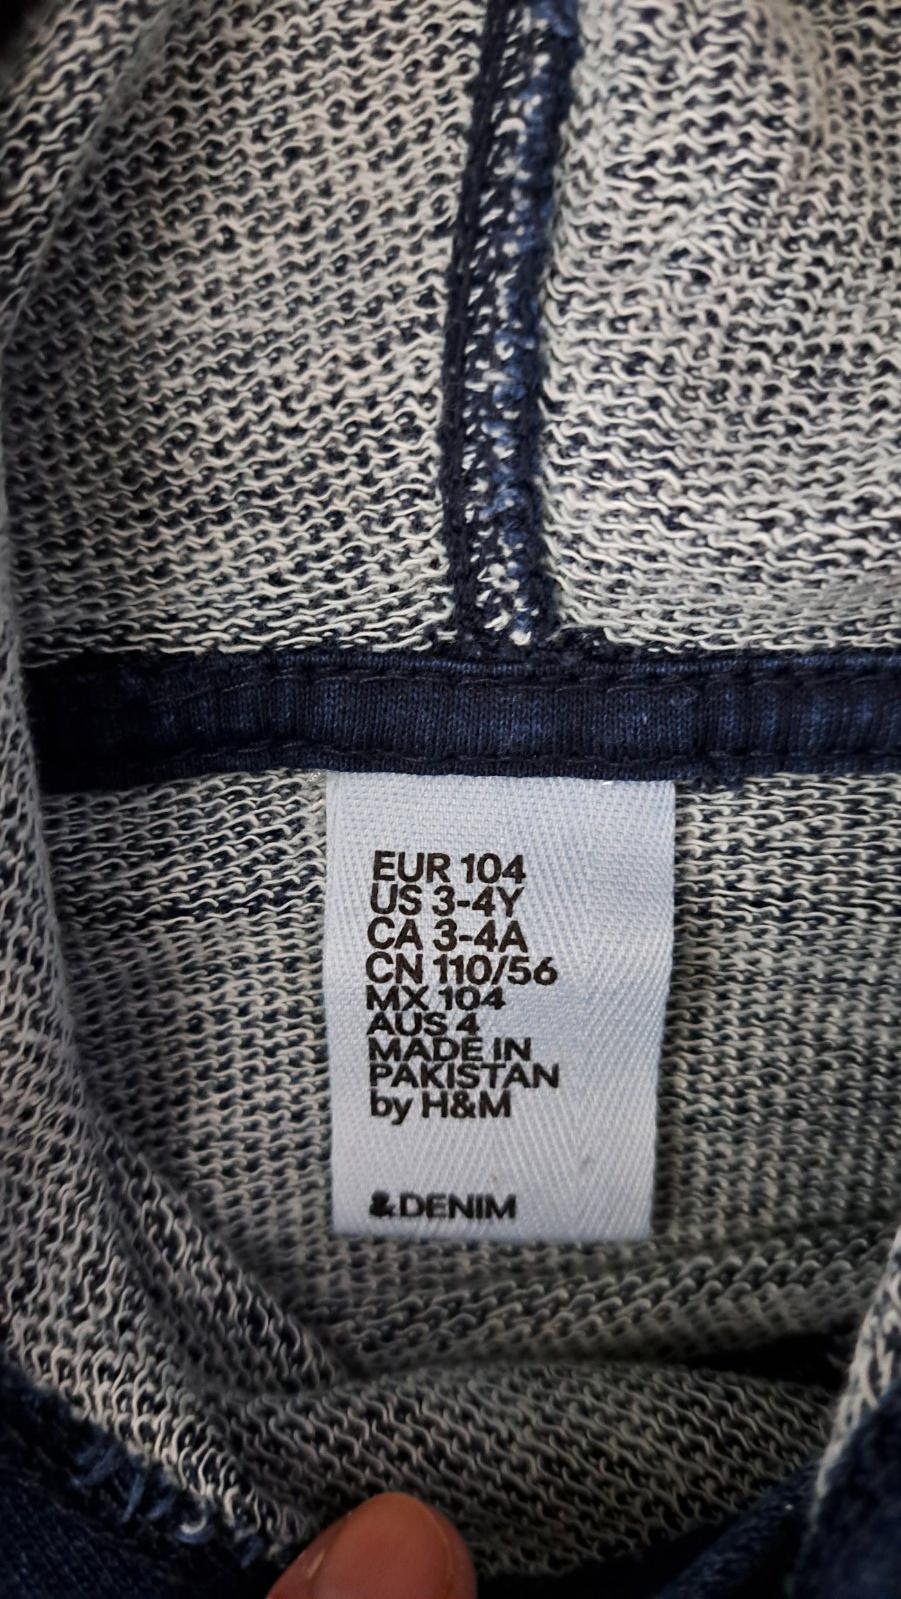 EUR 104
US 3-4Y
CA 3-4A
CN 110/56
MX 104
AUS 4
MADE IN
PAKISTAN
by H&M
&DENIM